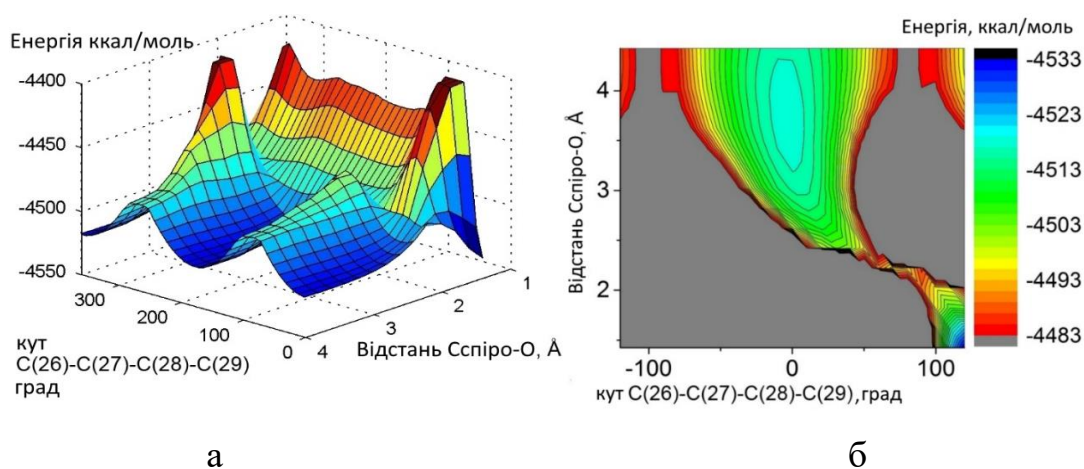 Енергія ккал/моль
-4400
-4450
-4500
-4550
300
200
100
0
4
3
2
1
кут
С(26)-С(27)-С(28)-С(29)
град
Відстань Сспіро-О, Å
а
Енергія, ккал/моль
-4533
-4523
-4513
-4503
-4493
-4483
Відстань Сспіро-О, Å
4
3
2
-100
0
100
кут С(26)-С(27)-С(28)-С(29),град
б